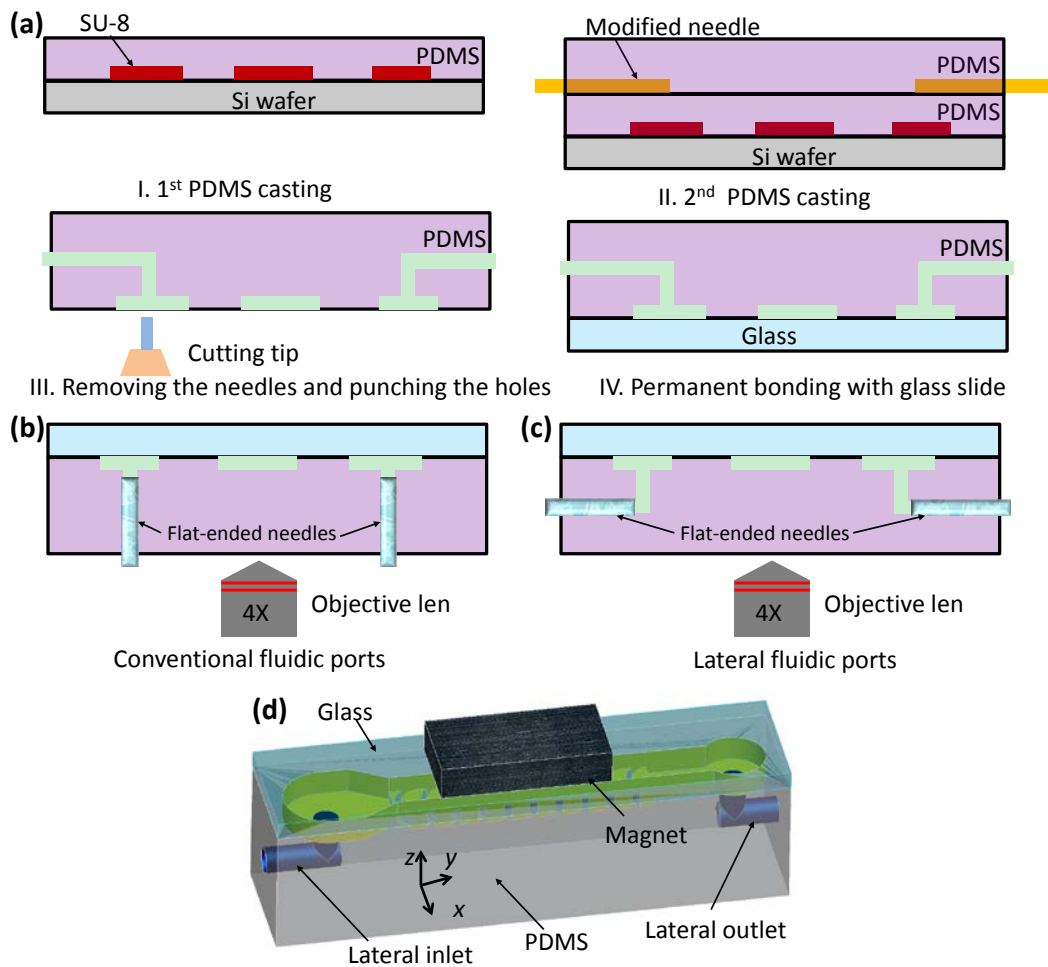 (a)
SU-8
PDMS
Si wafer
I. 1st PDMS casting
Modified needle
PDMS
PDMS
Si wafer
II. 2nd PDMS casting
PDMS
Cutting tip
III. Removing the needles and punching the holes
PDMS
Glass
IV. Permanent bonding with glass slide
(b)
Flat-ended needles
4X
Objective len
Conventional fluidic ports
(c)
Flat-ended needles
4X
Objective len
Lateral fluidic ports
(d)
Glass
Magnet
z
y
x
PDMS
Lateral inlet
Lateral outlet